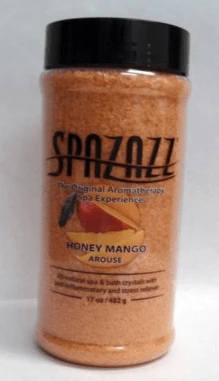 SPAZAZZ
The Original Aromatherapy
Spa Experience
HONEY MANGO
AROUSE
all-natural spa & bath crystals with
anti-inflammatory and stress reliever
17 oz / 482 g